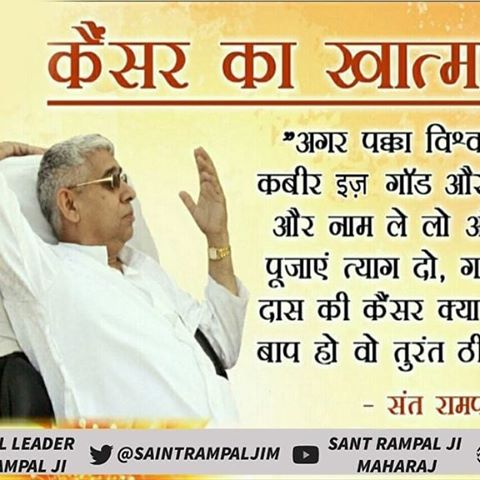 कैंसर का खात्म
"अगर पक्का विश्व
कबीर इज़ गॉड और
और नाम ले लो अ
पूजाएं त्याग दो, ग
दास की कैंसर क्या
बाप हो वो तुरंत ठी
- संत रामप
L LEADER
AMPAL JI
@SAINTRAMPALJIM
SANT RAMPAL JI
MAHARAJ